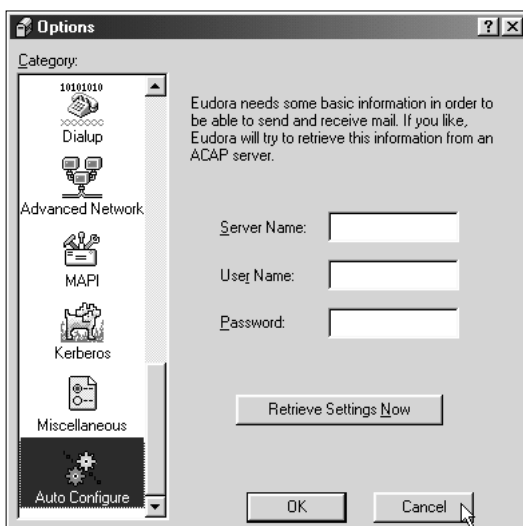 Options
Category:
10101010
Dialup
Advanced Network
MAPI
Kerberos
Miscellaneous
Auto Configure
Eudora needs some basic information in order to
be able to send and receive mail. If you like,
Eudora will try to retrieve this information from an
ACAP server.
Server Name:
User Name:
Password:
Retrieve Settings Now
OK
Cancel